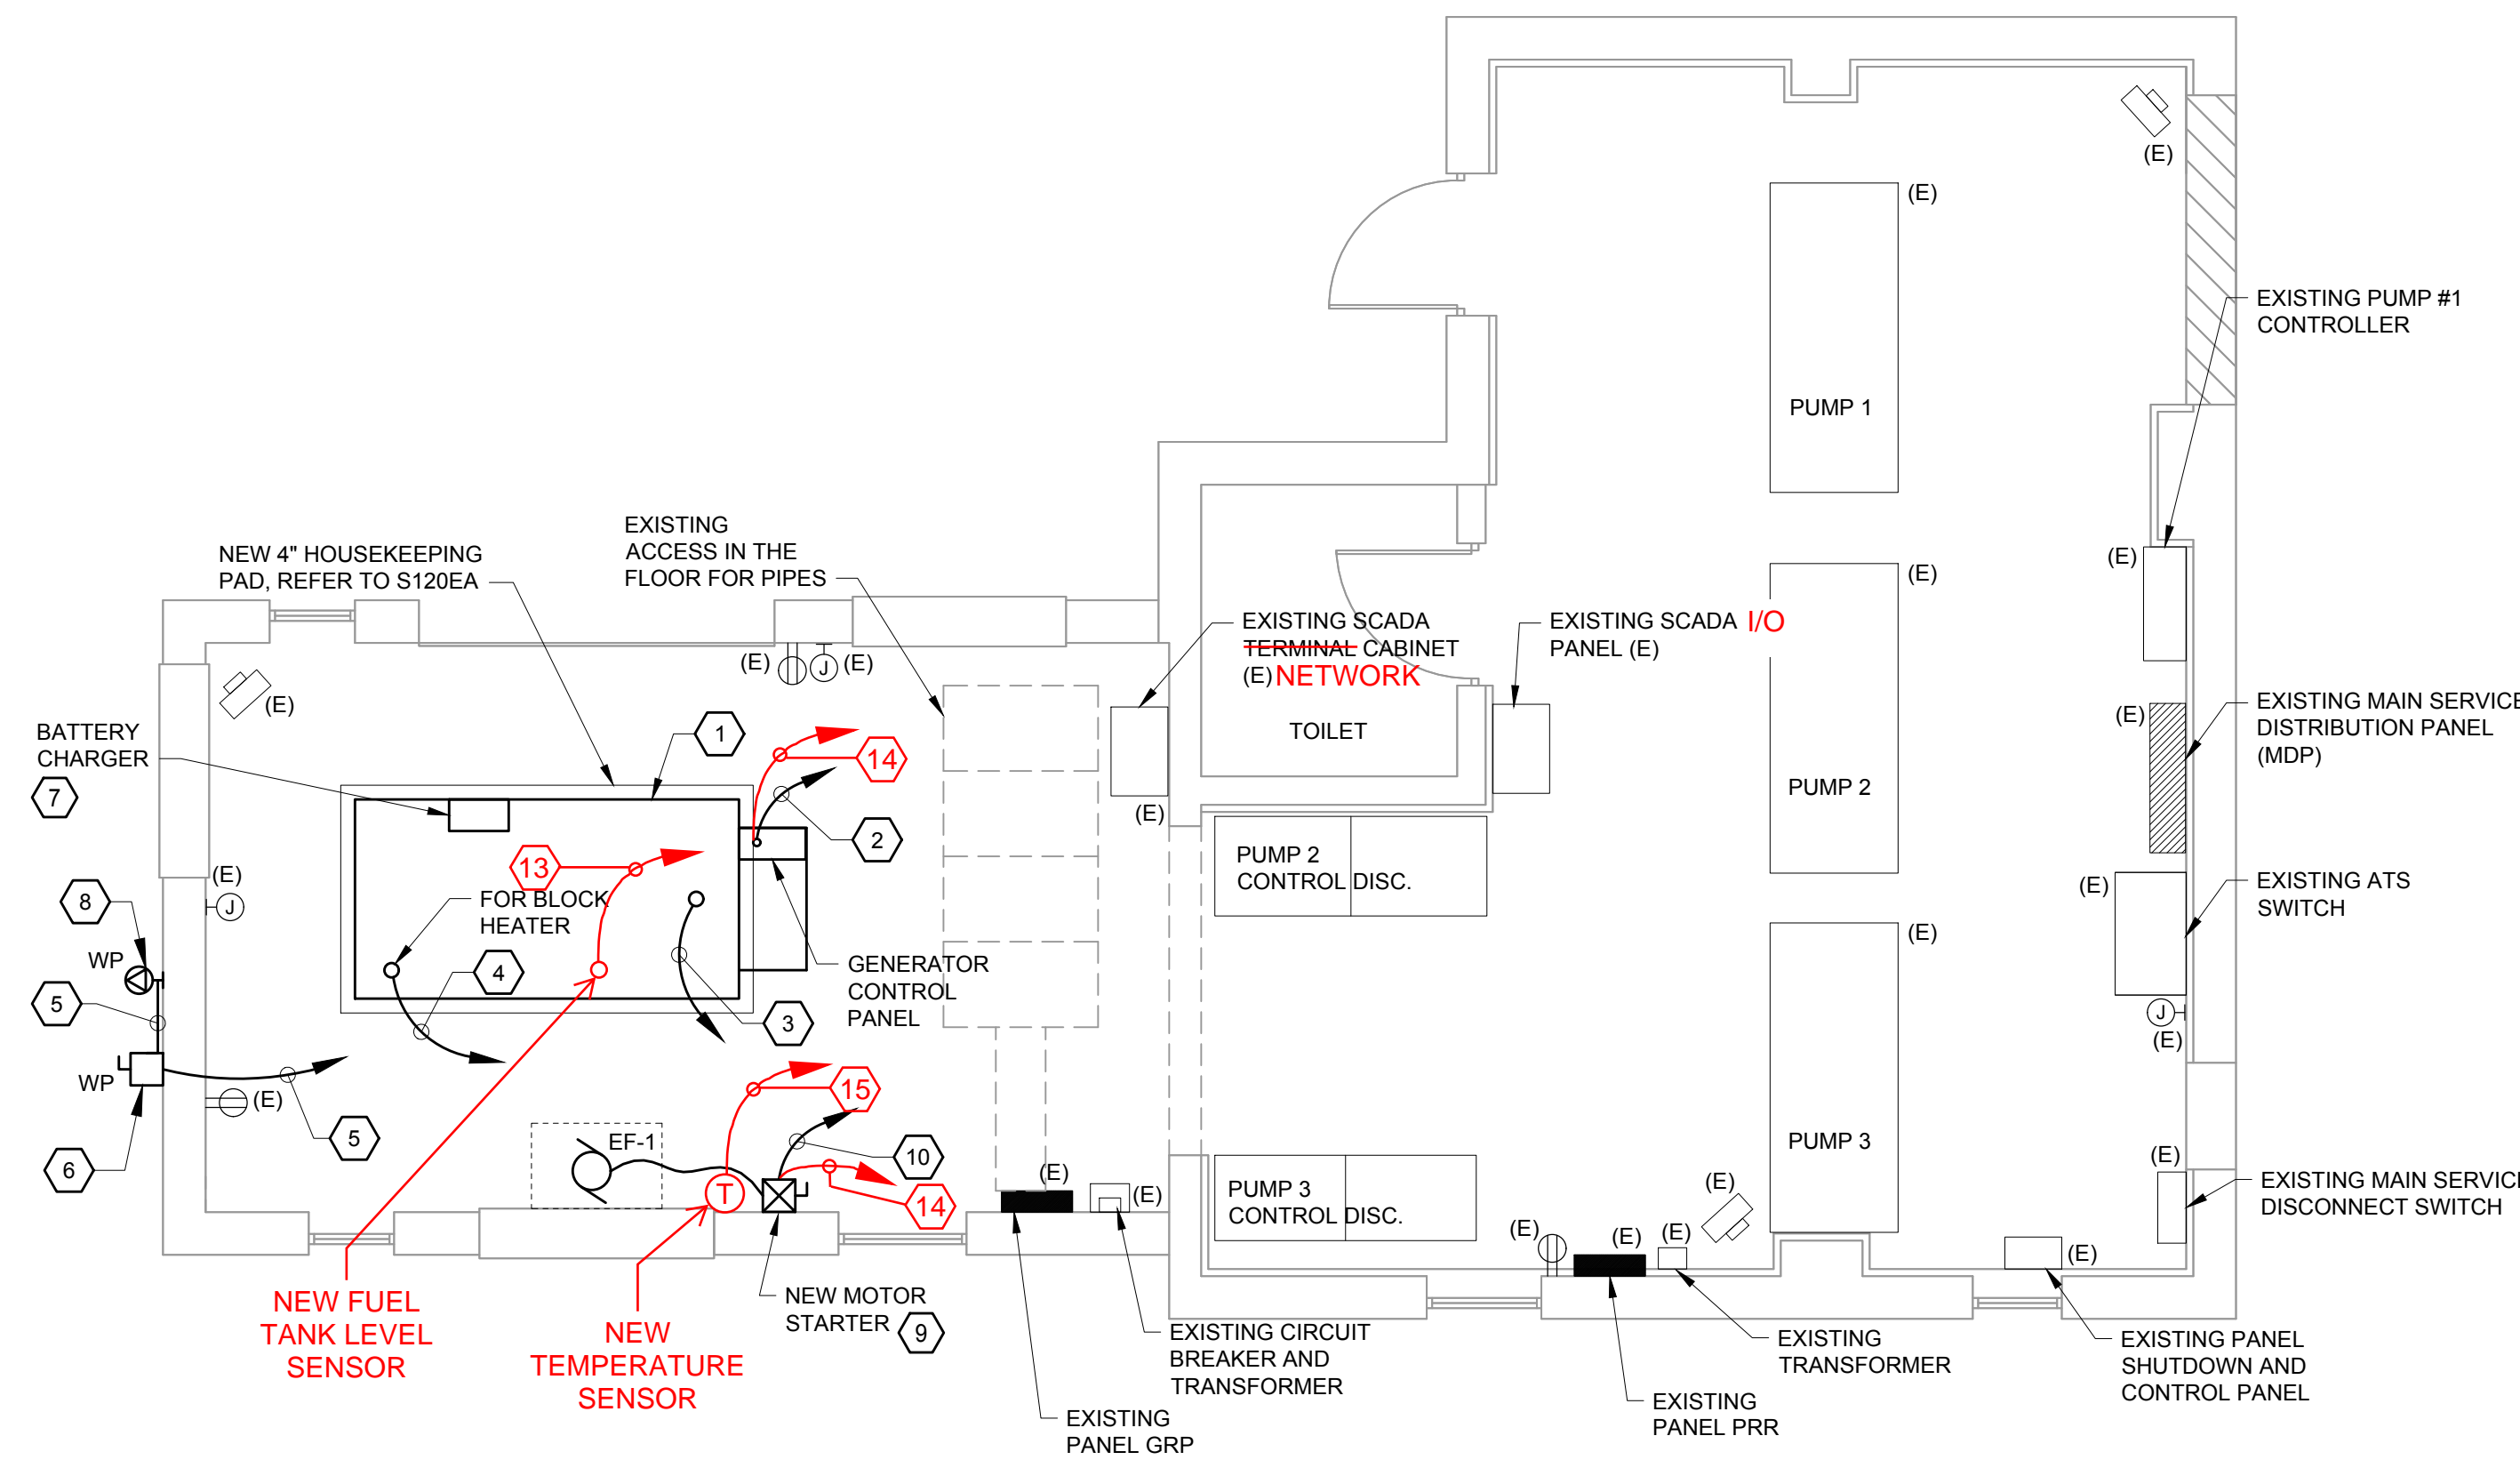 (E)
(E)
EXISTING PUMP #1
CONTROLLER
PUMP 1
EXISTING
ACCESS IN THE
FLOOR FOR PIPES
NEW 4" HOUSEKEEPING
PAD, REFER TO S120EA
(E)
(E)
EXISTING SCADA
TERMINAL CABINET
(E) NETWORK
EXISTING SCADA I/O
PANEL (E)
(E)
J
(E)
(E)
TOILET
BATTERY
CHARGER
7
1
14
2
(E)
(E)
EXISTING MAIN SERVICE
DISTRIBUTION PANEL
(MDP)
PUMP 2
13
FOR BLOCK
HEATER
PUMP 2
CONTROL DISC.
(E)
EXISTING ATS
SWITCH
(E)
J
8
WP
5
4
3
GENERATOR
CONTROL
PANEL
(E)
J
(E)
WP
6
5
(E)
15
10
EF-1
T
14
(E)
(E)
PUMP 3
PUMP 3
CONTROL DISC.
(E)
(E)
(E)
(E)
(E)
(E)
EXISTING MAIN SERVICE
DISCONNECT SWITCH
NEW FUEL
TANK LEVEL
SENSOR
NEW
TEMPERATURE
SENSOR
NEW MOTOR
STARTER
9
EXISTING CIRCUIT
BREAKER AND
TRANSFORMER
EXISTING
PANEL GRP
EXISTING
TRANSFORMER
EXISTING
PANEL PRR
EXISTING PANEL
SHUTDOWN AND
CONTROL PANEL